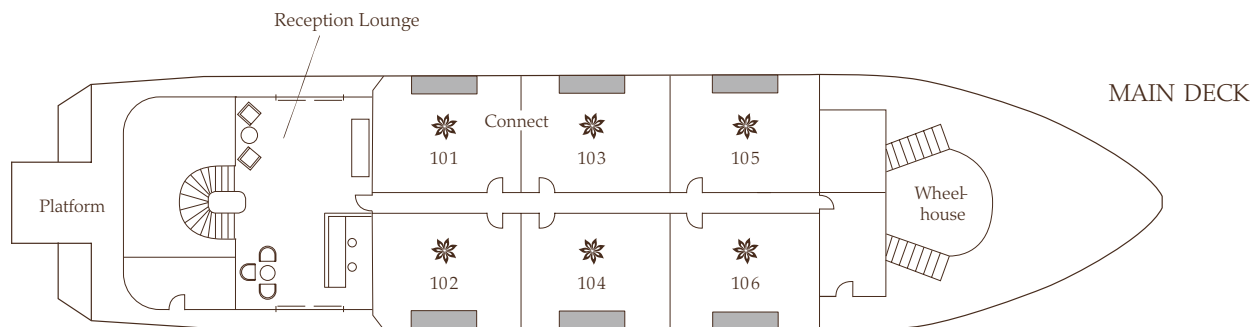 Reception Lounge
MAIN DECK
Connect
101
103
105
Platform
Wheel-
house
102
104
106